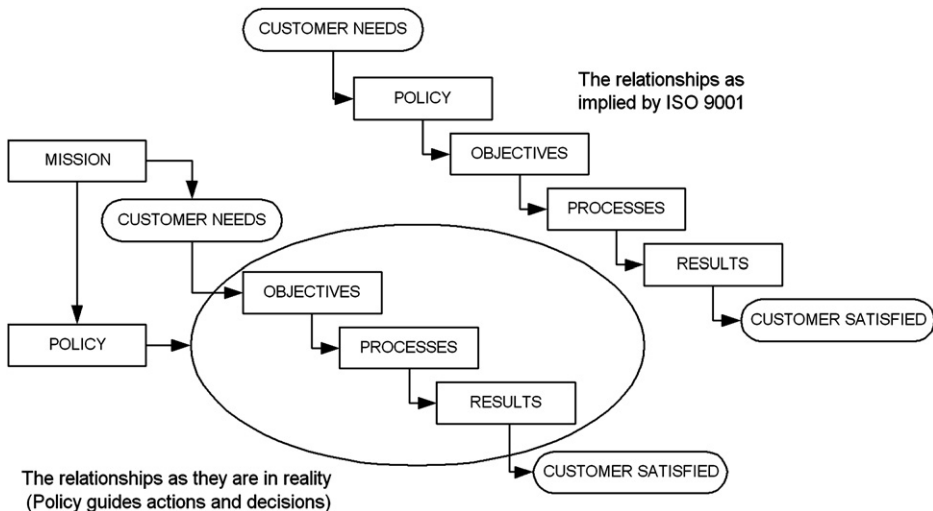 CUSTOMER NEEDS
The relationships as
implied by ISO 9001
POLICY
OBJECTIVES
MISSION
PROCESSES
CUSTOMER NEEDS
RESULTS
OBJECTIVES
CUSTOMER SATISFIED
POLICY
PROCESSES
RESULTS
CUSTOMER SATISFIED
The relationships as they are in reality
(Policy guides actions and decisions)